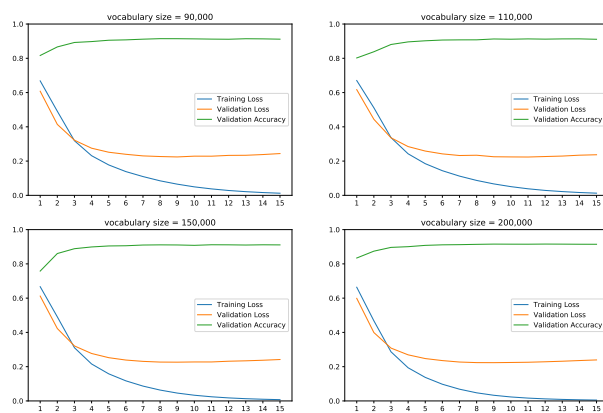 vocabulary size = 90,000
1.0
0.8
0.6
0.4
0.2
0.0
Training Loss
Validation Loss
Validation Accuracy
1 2 3 4 5 6 7 8 9 10 11 12 13 14 15
vocabulary size = 110,000
1.0
0.8
0.6
0.4
0.2
0.0
Training Loss
Validation Loss
Validation Accuracy
1 2 3 4 5 6 7 8 9 10 11 12 13 14 15
vocabulary size = 150,000
1.0
0.8
0.6
0.4
0.2
0.0
Training Loss
Validation Loss
Validation Accuracy
1 2 3 4 5 6 7 8 9 10 11 12 13 14 15
vocabulary size = 200,000
1.0
0.8
0.6
0.4
0.2
0.0
Training Loss
Validation Loss
Validation Accuracy
1 2 3 4 5 6 7 8 9 10 11 12 13 14 15